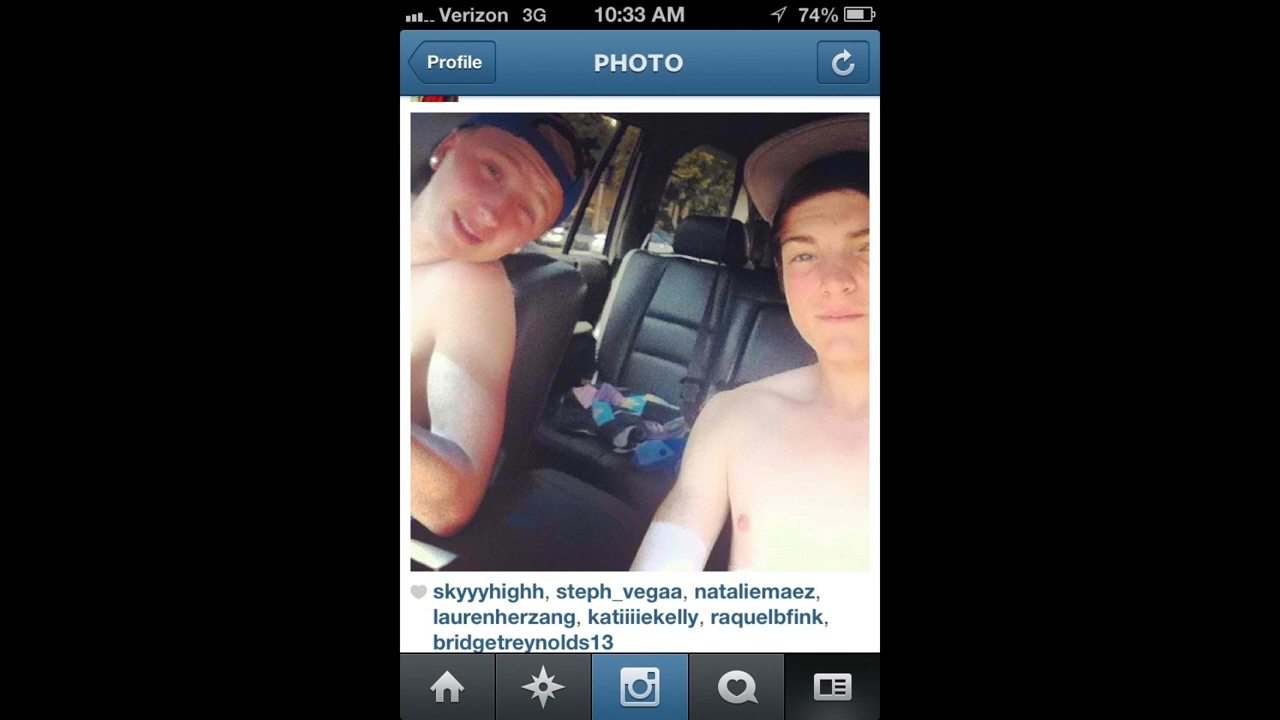 Verizon 3G 10:33 AM 74%
Profile PHOTO
skyyyhighh, steph_vegaa, nataliemaez,
laurenherzang, katiiiiekelly, raquelbfink,
bridgetreynolds13